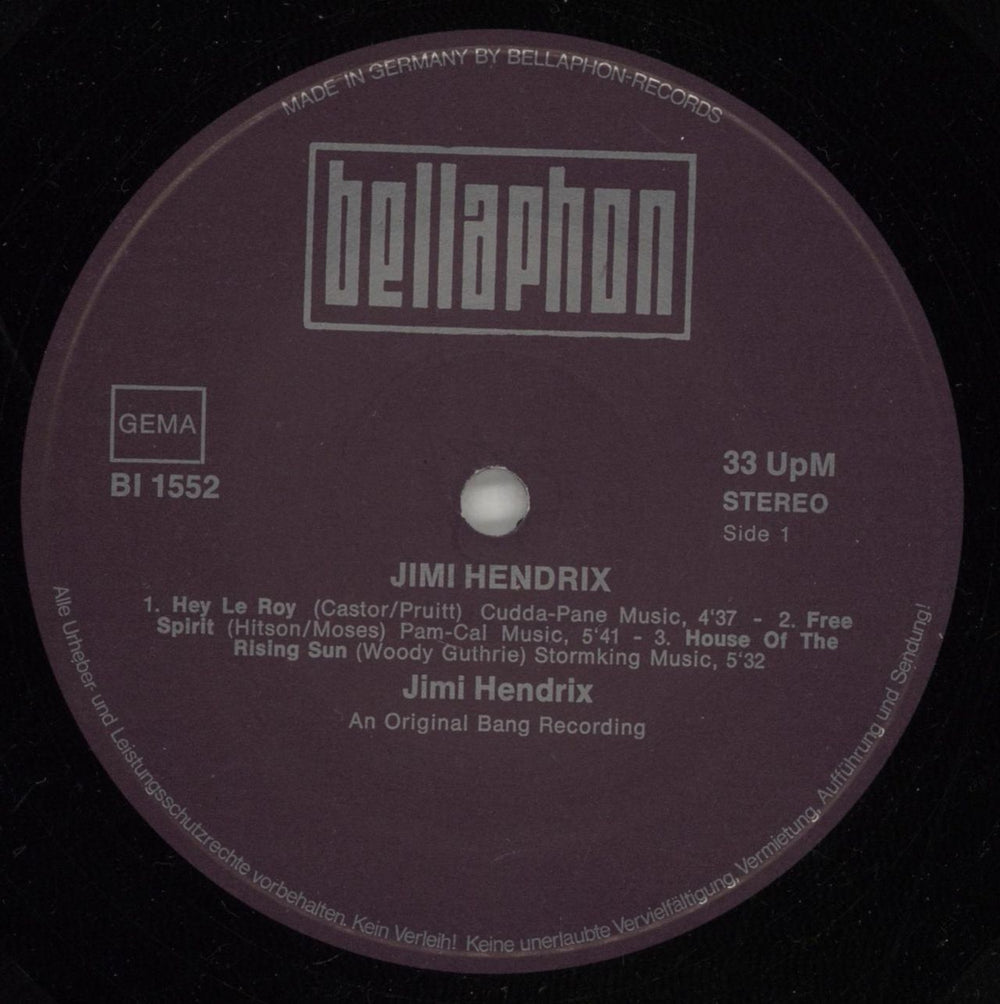 MADE IN GERMANY BY BELLAPHON-RECORDS
bellaphon
GEMA
BI 1552
33 UpM
STEREO
Side 1
JIMI HENDRIX
1. Hey Le Roy (Castor/Pruitt) Cudda-Pane Music, 4'37 - 2. Free
Spirit (Hitson/Moses) Pam-Cal Music, 5'41 - 3. House Of The
Rising Sun (Woody Guthrie) Stormking Music, 5'32
Jimi Hendrix
An Original Bang Recording
Alle Urheber und Leistungsschutzrechte vorbehalten. Kein Verleih! Keine unerlaubte Vervielfältigung, Vermietung, Aufführung und Sendung!